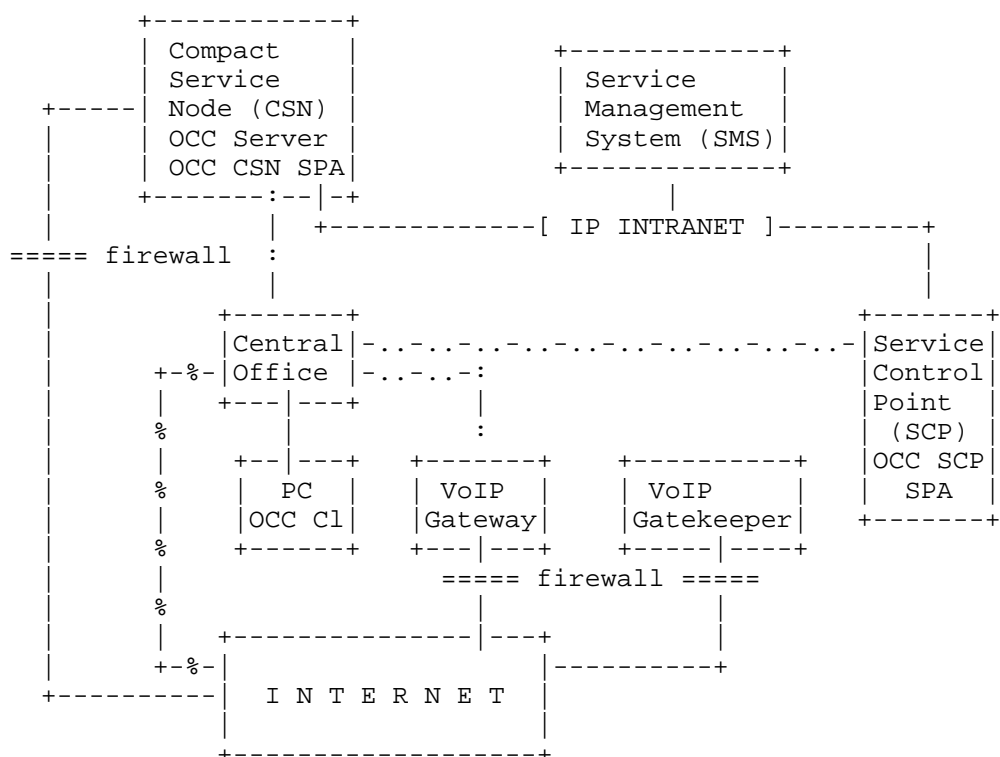 Compact
Service
Service
Service
Node (CSN)
Management
OCC Server
System (SMS)
OCC CSN SPA
[ IP INTRANET ]
===== firewall
Central
Service
Office
Control
Point
(SCP)
OCC SCP
PC
VoIP
VoIP
SPA
OCC Cl
Gateway
Gatekeeper
===== firewall =====
I N T E R N E T